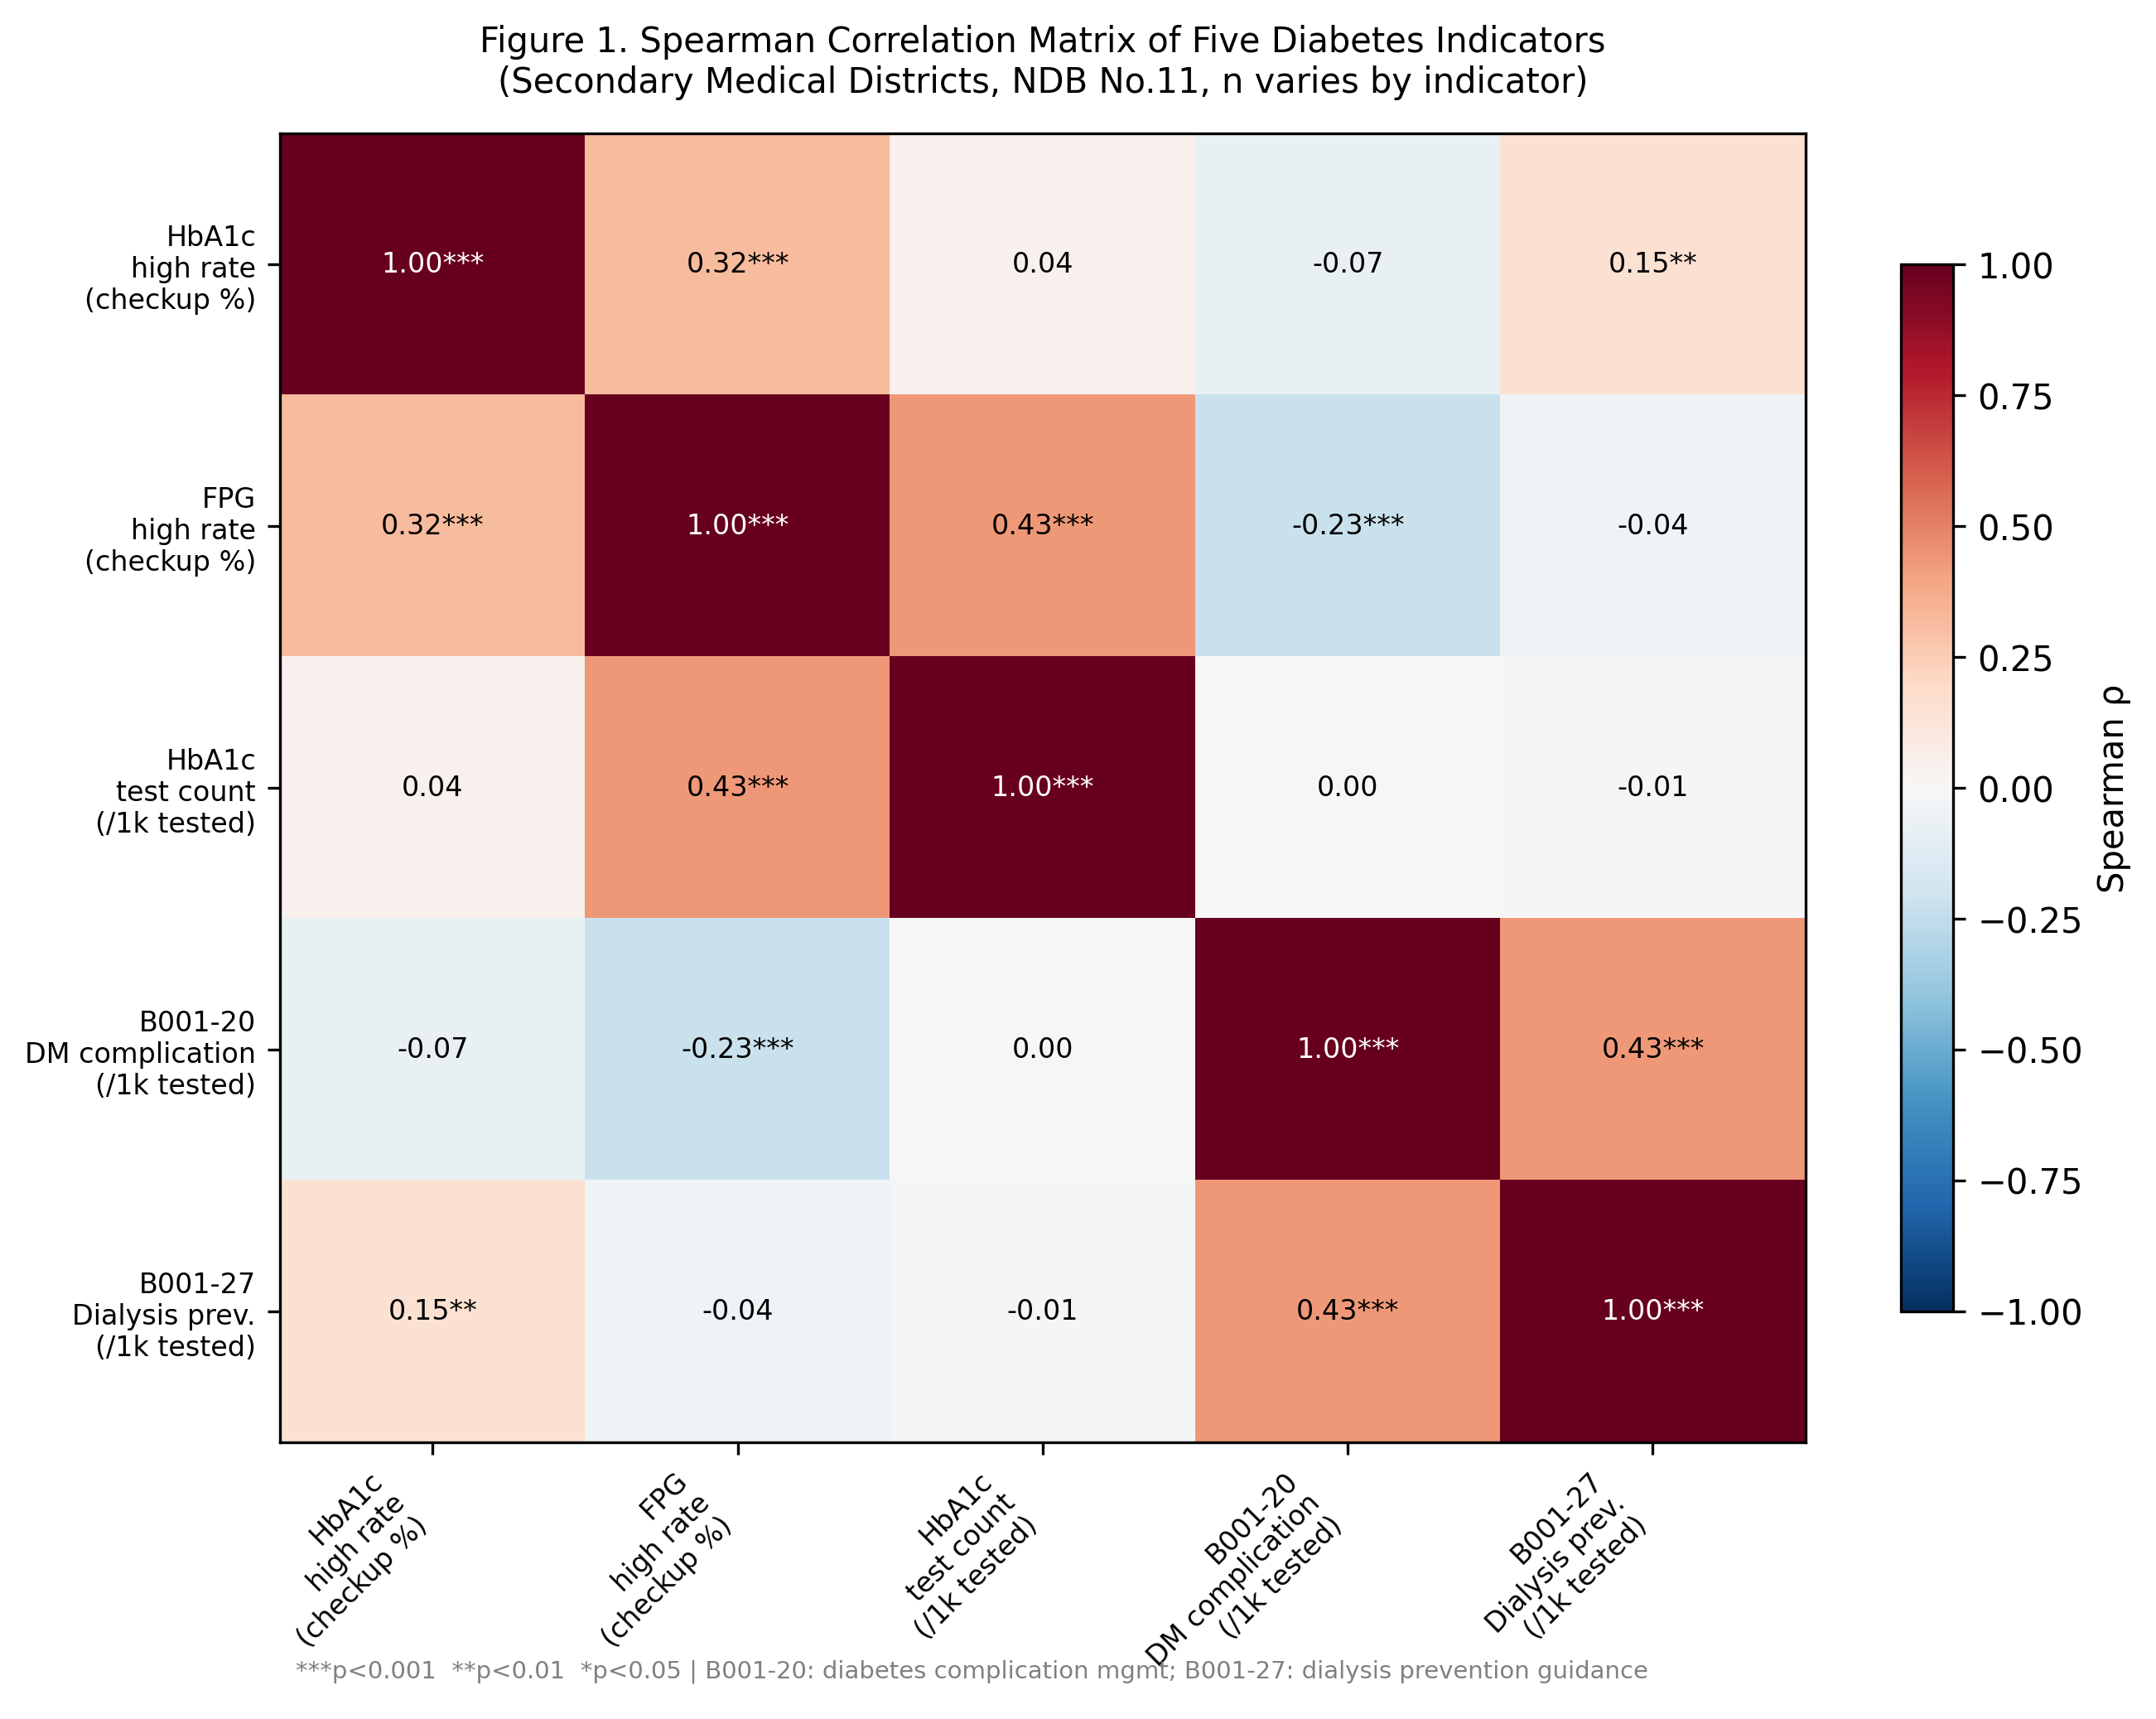 Figure 1. Spearman Correlation Matrix of Five Diabetes Indicators
(Secondary Medical Districts, NDB No.11, n varies by indicator)
HbA1c
high rate
(checkup %)
1.00***
0.32***
0.04
-0.07
0.15**
FPG
high rate
(checkup %)
0.32***
1.00***
0.43***
-0.23***
-0.04
HbA1c
test count
(/1k tested)
0.04
0.43***
1.00***
0.00
-0.01
B001-20
DM complication
(/1k tested)
-0.07
-0.23***
0.00
1.00***
0.43***
B001-27
Dialysis prev.
(/1k tested)
0.15**
-0.04
-0.01
0.43***
1.00***
HbA1c
high rate
(checkup %)
FPG
high rate
(checkup %)
HbA1c
test count
(/1k tested)
B001-20
DM complication
(/1k tested)
B001-27
Dialysis prev.
(/1k tested)
1.00
0.75
0.50
0.25
0.00
−0.25
−0.50
−0.75
−1.00
Spearman ρ
***p<0.001  **p<0.01  *p<0.05 | B001-20: diabetes complication mgmt; B001-27: dialysis prevention guidance